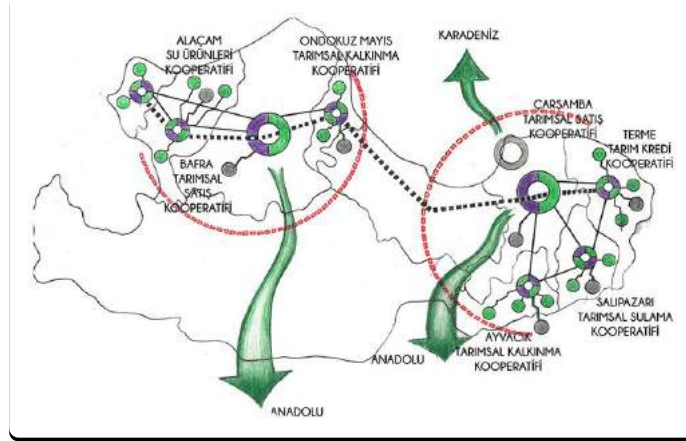 ALAÇAM
SU ÜRÜNLERİ
KOOPERATİFİ
ONDOKUZ MAYIS
TARIMSAL KALKINMA
KOOPERATİFİ
KARADENİZ
ÇARŞAMBA
TARIMSAL SATIŞ
KOOPERATİFİ
TERME
TARIM KREDİ
KOOPERATİFİ
BAFRA
TARIMSAL
SATIŞ
KOOPERATİFİ
SALIPAZARI
TARIMSAL SULAMA
KOOPERATİFİ
AYVACIK
TARIMSAL KALKINMA
KOOPERATİFİ
ANADOLU
ANADOLU